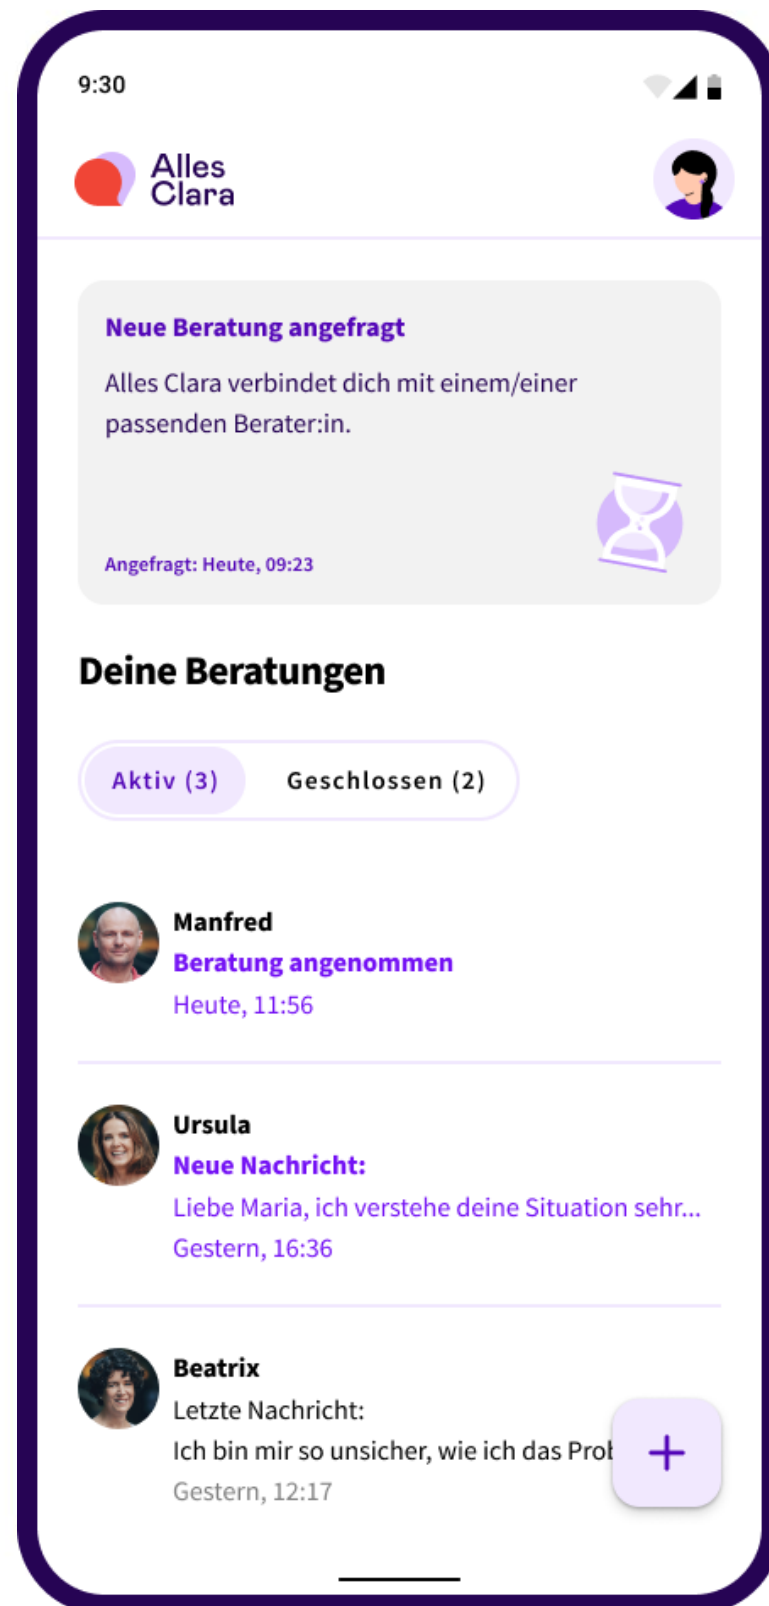 9:30
Alles
Clara
Neue Beratung angefragt
Alles Clara verbindet dich mit einem/einer
passenden Berater:in.
Angefragt: Heute, 09:23
Deine Beratungen
Aktiv (3)
Geschlossen (2)
Manfred
Beratung angenommen
Heute, 11:56
Ursula
Neue Nachricht:
Liebe Maria, ich verstehe deine Situation sehr...
Gestern, 16:36
Beatrix
Letzte Nachricht:
Ich bin mir so unsicher, wie ich das
Gestern, 12:17